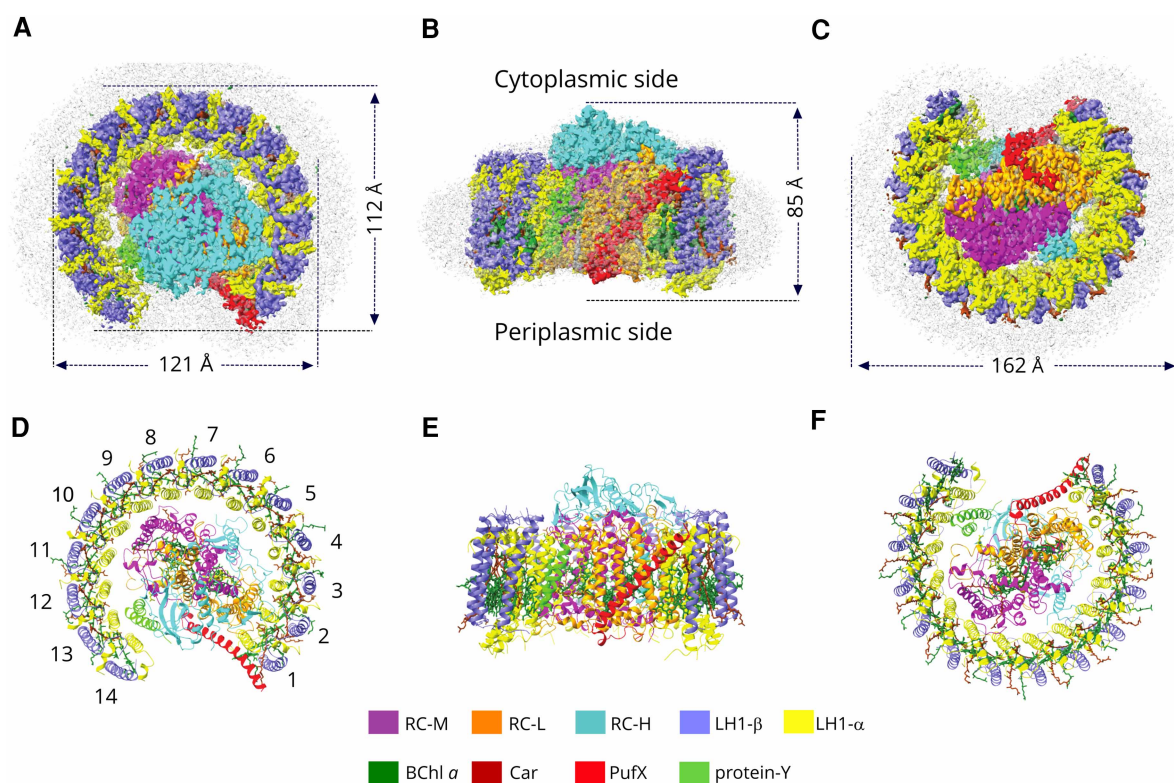 A
B
C
Cytoplasmic side
112 Å
85 Å
Periplasmic side
121 Å
162 Å
D
E
F
7
8
6
9
5
10
4
11
3
12
2
13
1
14
RC-M
RC-L
RC-H
LH1-β
LH1-α
BChl a
Car
PufX
protein-Y